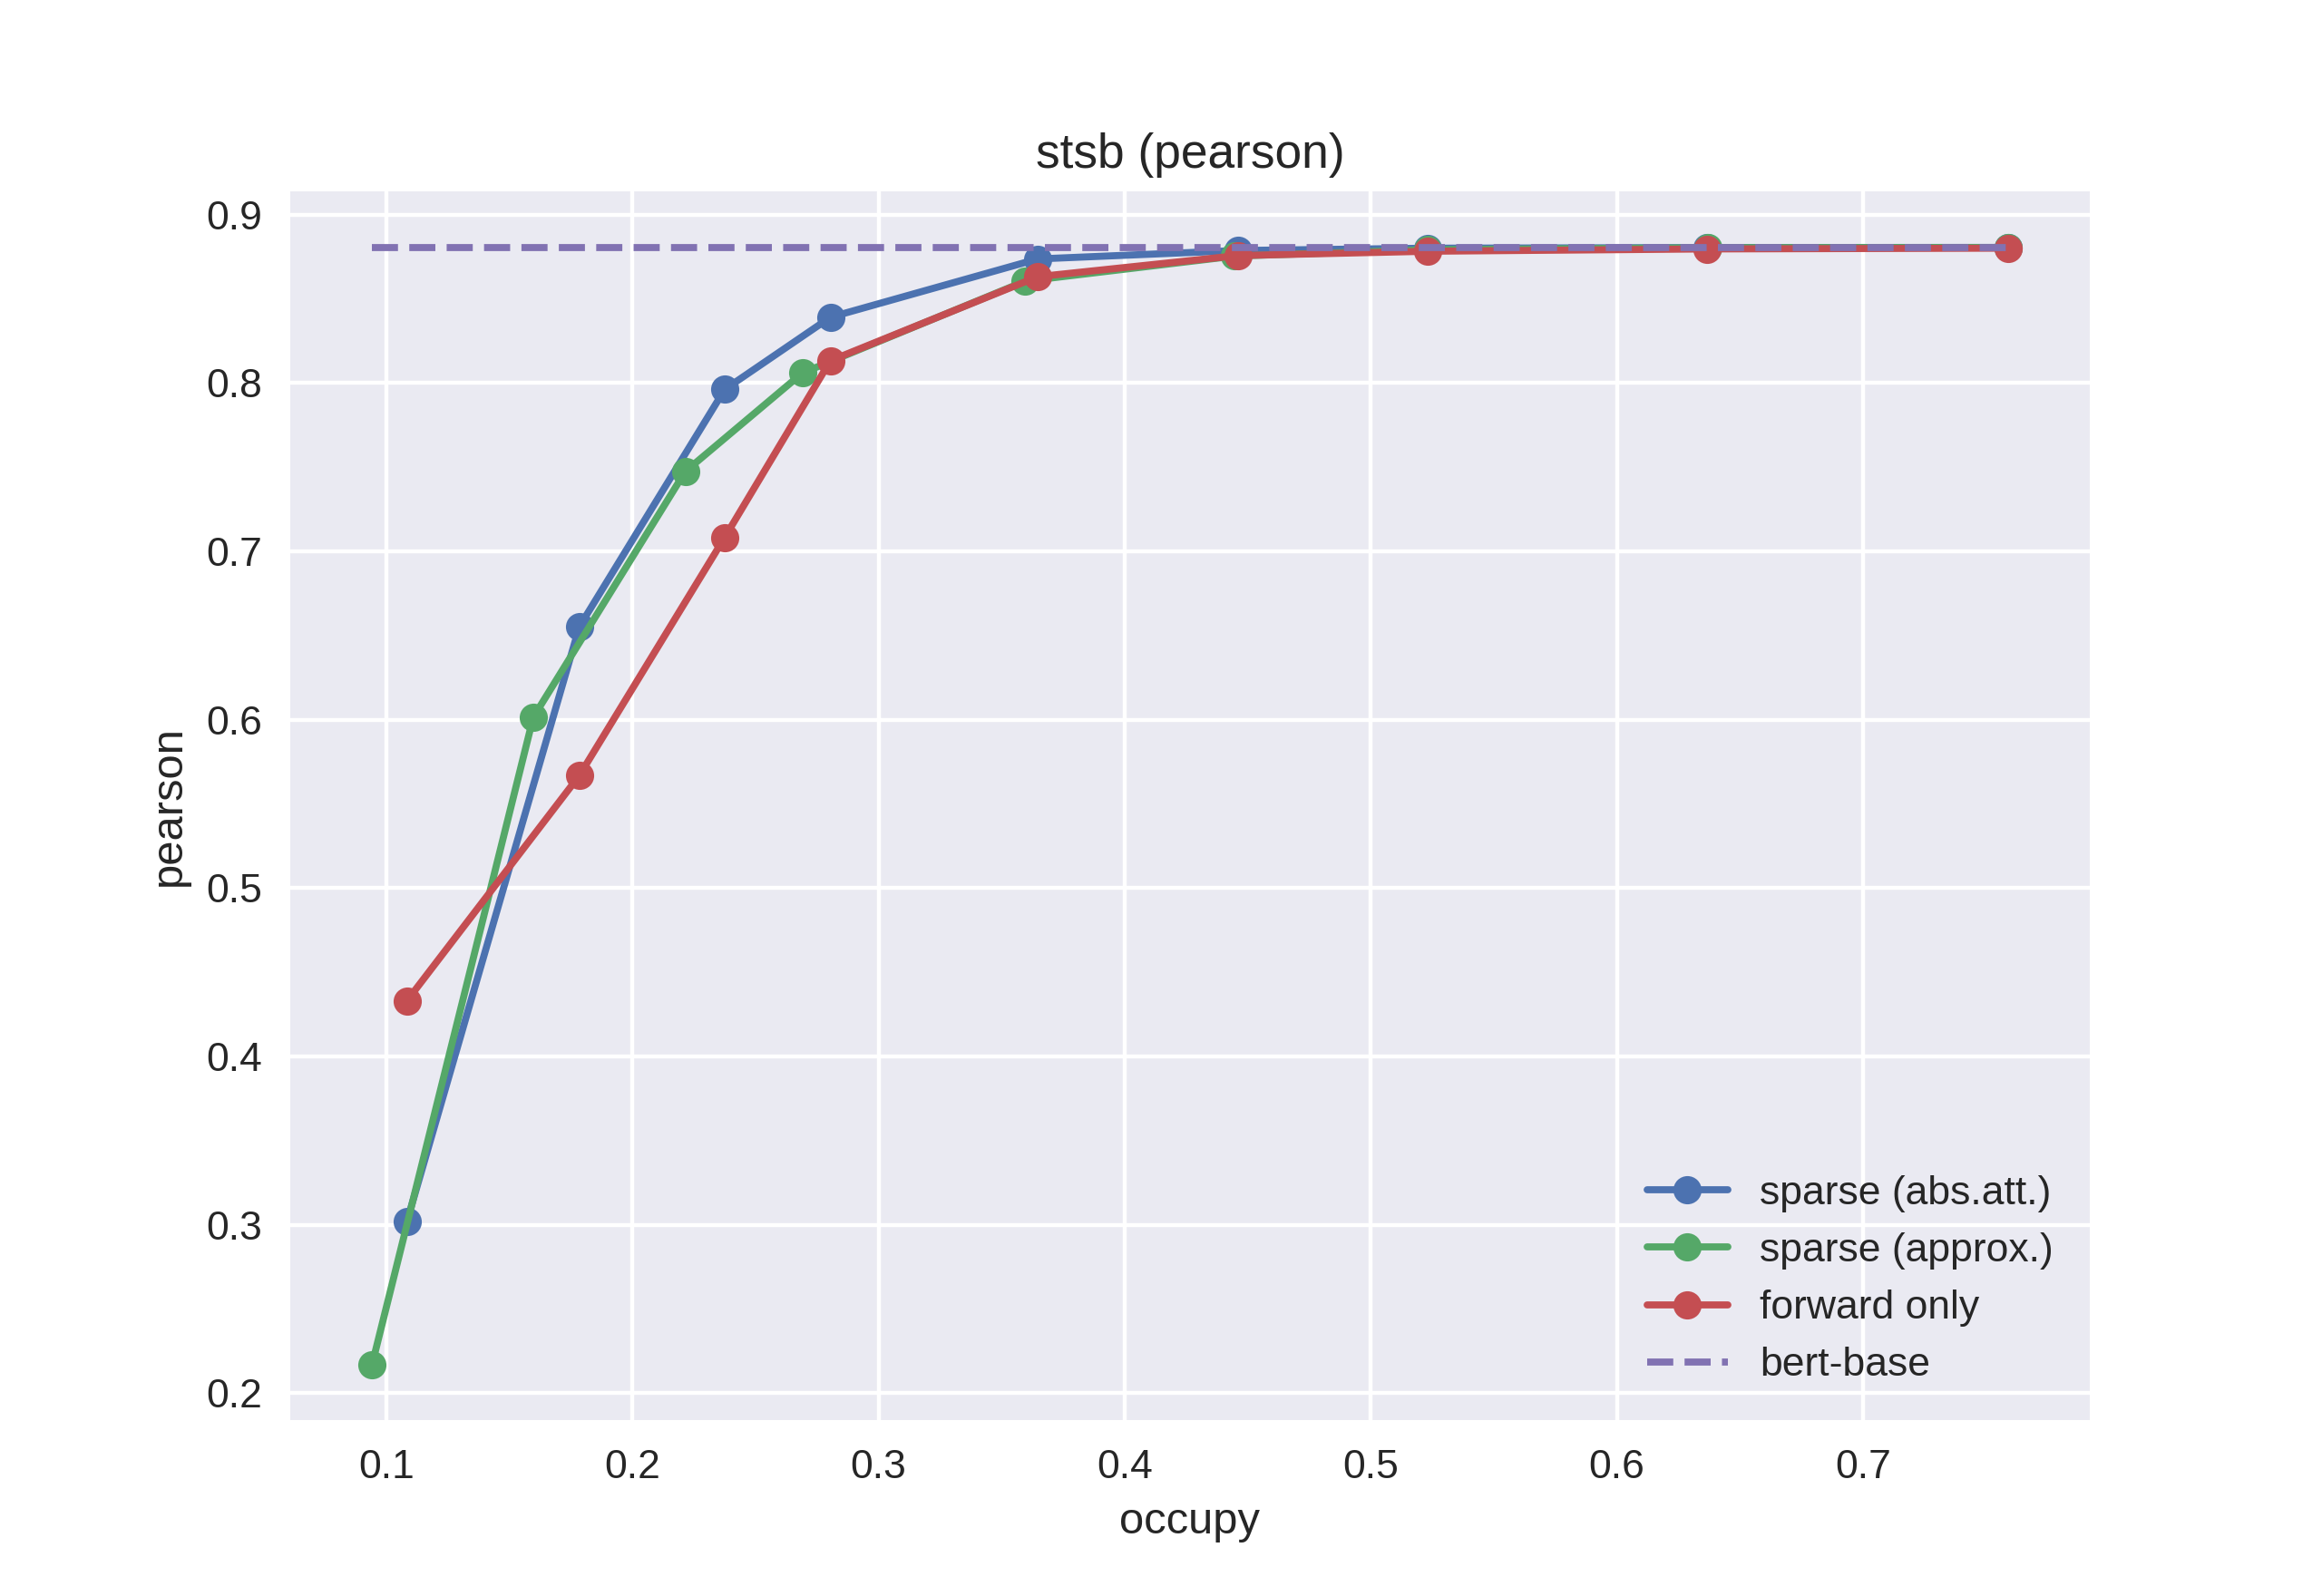 stsb (pearson)
0.9
0.8
0.7
0.6
0.5
0.4
0.3
0.2
pearson
0.1 0.2 0.3 0.4 0.5 0.6 0.7
occupy
sparse (abs.att.)
sparse (approx.)
forward only
bert-base